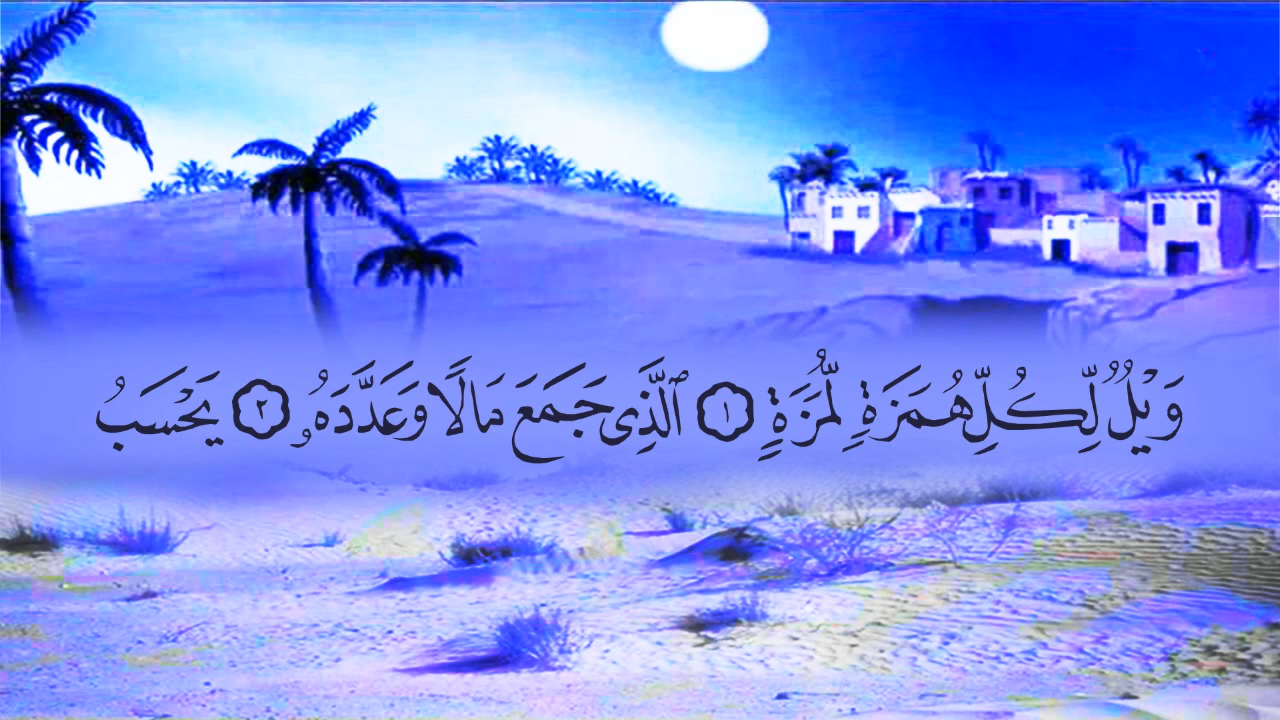 وَيْلٌ لِّكُلِّ هُمَزَةٍ لُّمَزَةٍ ۝١ ٱلَّذِى جَمَعَ مَالًا وَعَدَّدَهُۥ ۝٢ يَحْسَبُ